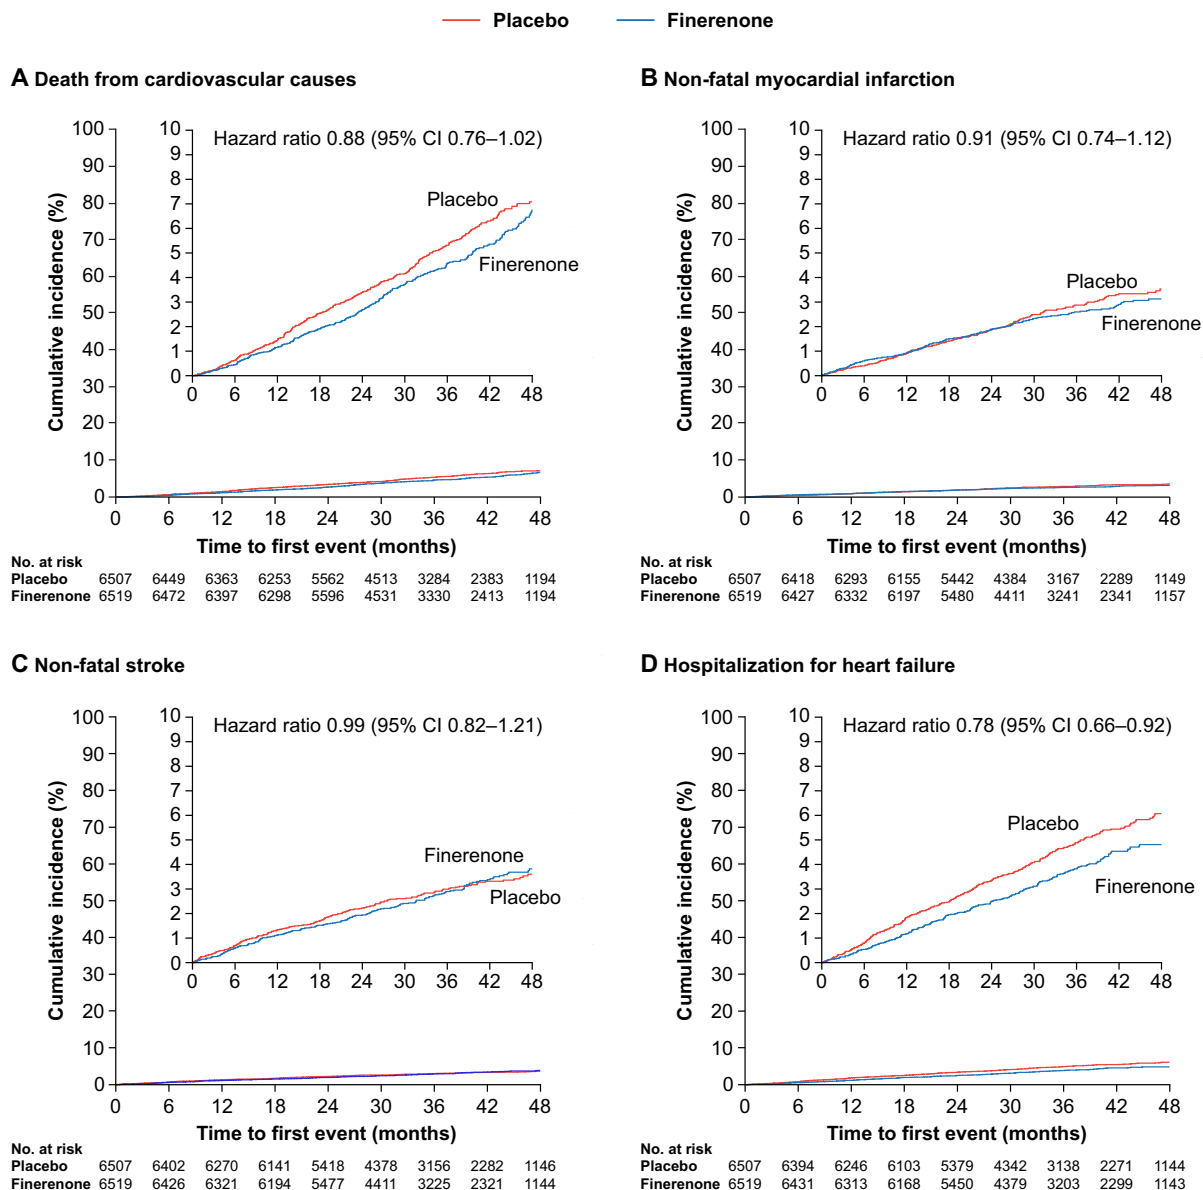 Placebo Finerenone
A Death from cardiovascular causes
Hazard ratio 0.88 (95% CI 0.76–1.02)
Placebo
Finerenone
10
9
8
7
6
5
4
3
2
1
0
0 6 12 18 24 30 36 42 48
Cumulative incidence (%)
100
90
80
70
60
50
40
30
20
10
0
0 6 12 18 24 30 36 42 48
Time to first event (months)
No. at risk
Placebo 6507 6449 6363 6253 5562 4513 3284 2383 1194
Finerenone 6519 6472 6397 6298 5596 4531 3330 2413 1194
B Non-fatal myocardial infarction
Hazard ratio 0.91 (95% CI 0.74–1.12)
Placebo
Finerenone
10
9
8
7
6
5
4
3
2
1
0
0 6 12 18 24 30 36 42 48
Cumulative incidence (%)
100
90
80
70
60
50
40
30
20
10
0
0 6 12 18 24 30 36 42 48
Time to first event (months)
No. at risk
Placebo 6507 6418 6293 6155 5442 4384 3167 2289 1149
Finerenone 6519 6427 6332 6197 5480 4411 3241 2341 1157
C Non-fatal stroke
Hazard ratio 0.99 (95% CI 0.82–1.21)
Finerenone
Placebo
10
9
8
7
6
5
4
3
2
1
0
0 6 12 18 24 30 36 42 48
Cumulative incidence (%)
100
90
80
70
60
50
40
30
20
10
0
0 6 12 18 24 30 36 42 48
Time to first event (months)
No. at risk
Placebo 6507 6402 6270 6141 5418 4378 3156 2282 1146
Finerenone 6519 6426 6321 6194 5477 4411 3225 2321 1144
D Hospitalization for heart failure
Hazard ratio 0.78 (95% CI 0.66–0.92)
Placebo
Finerenone
10
9
8
7
6
5
4
3
2
1
0
0 6 12 18 24 30 36 42 48
Cumulative incidence (%)
100
90
80
70
60
50
40
30
20
10
0
0 6 12 18 24 30 36 42 48
Time to first event (months)
No. at risk
Placebo 6507 6394 6246 6103 5379 4342 3138 2271 1144
Finerenone 6519 6431 6313 6168 5450 4379 3203 2299 1143